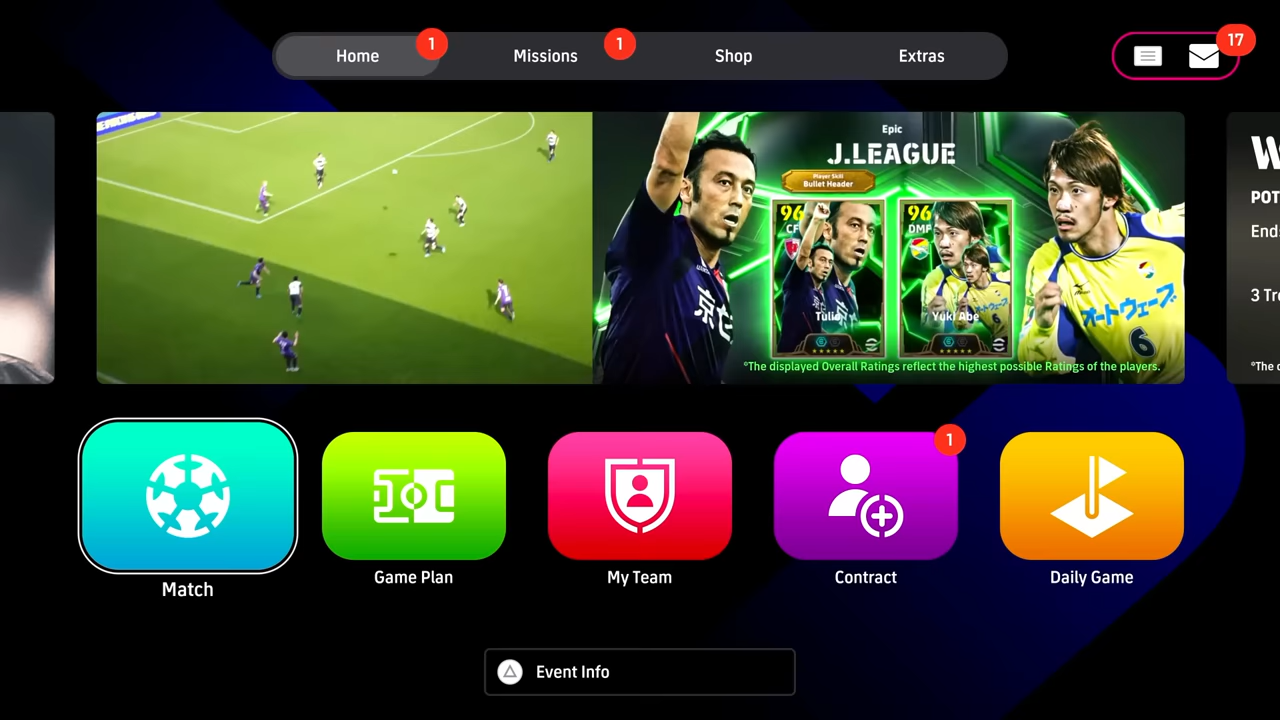 Home
1
Missions
1
Shop
Extras
17
Epic
J.LEAGUE
Player Skill
Bullet Header
96
CF
Tulio
96
DMF
Yuki Abe
オートウェーブ
6
*The displayed Overall Ratings reflect the highest possible Ratings of the players.
POT
End
3 Tr
*The
Match
Game Plan
My Team
1
Contract
Daily Game
Event Info